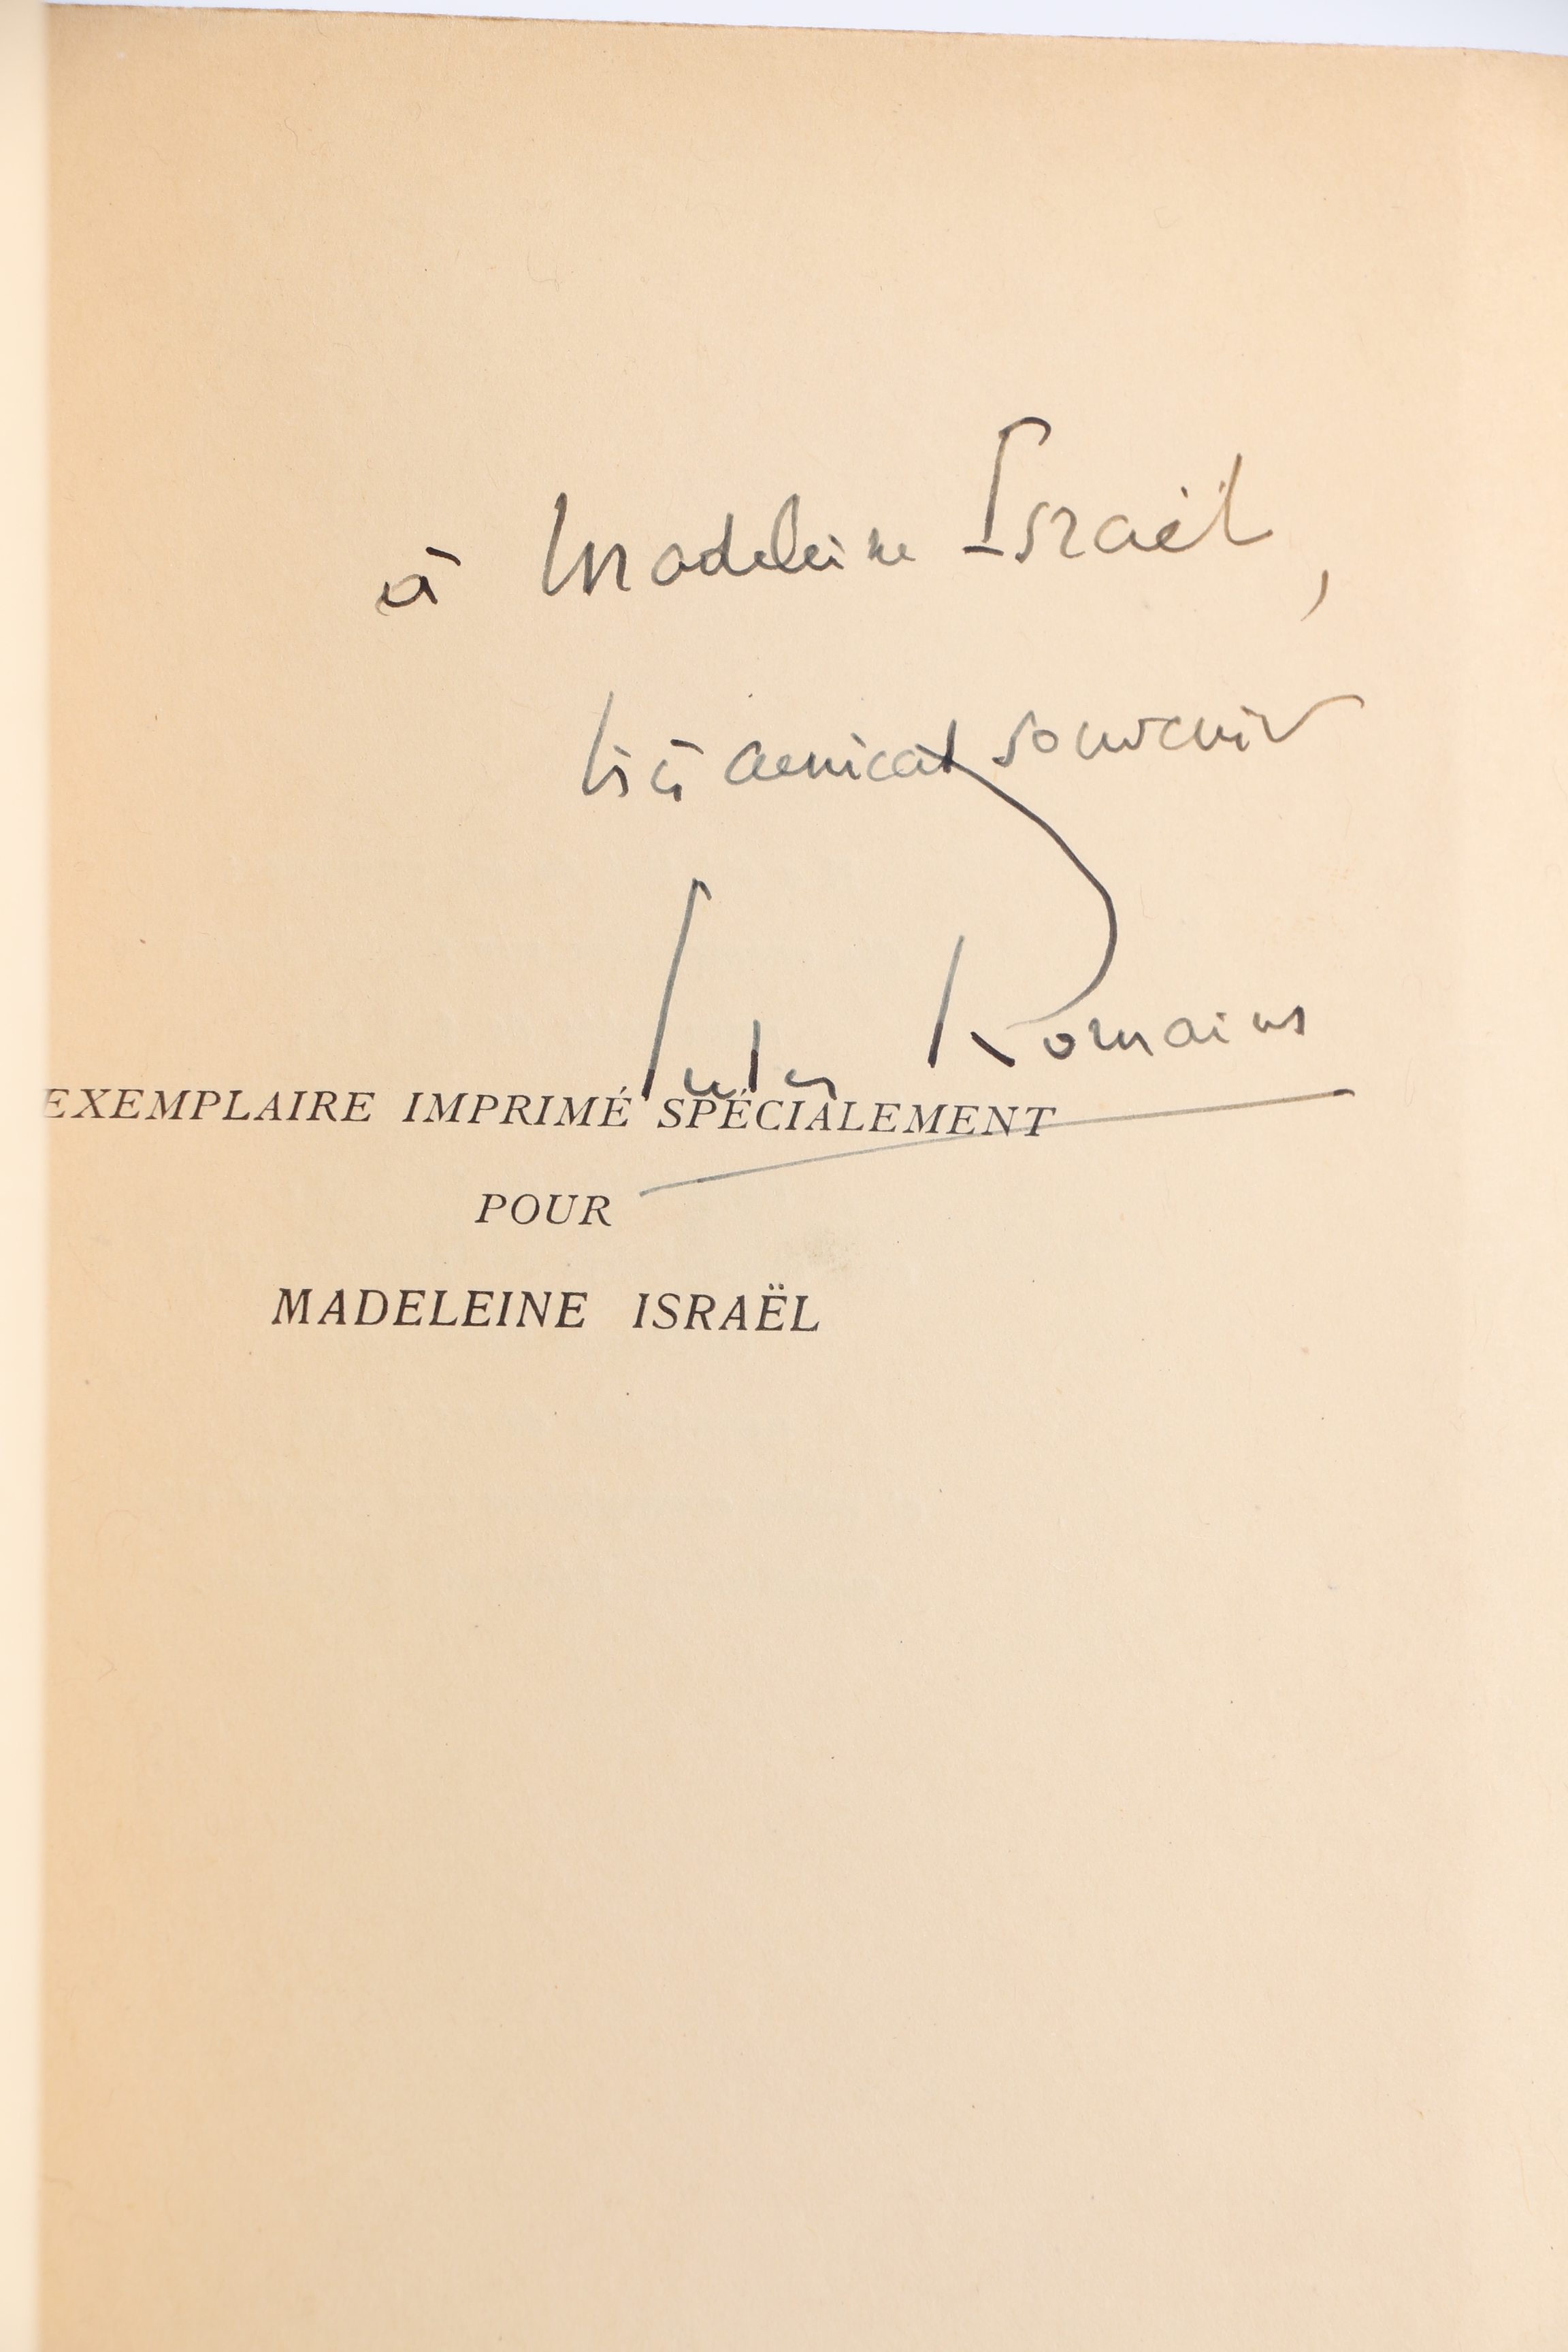 à Madeleine Israël,
très amical souvenir
Jules Romains
EXEMPLAIRE IMPRIMÉ SPÉCIALEMENT
POUR
MADELEINE ISRAËL